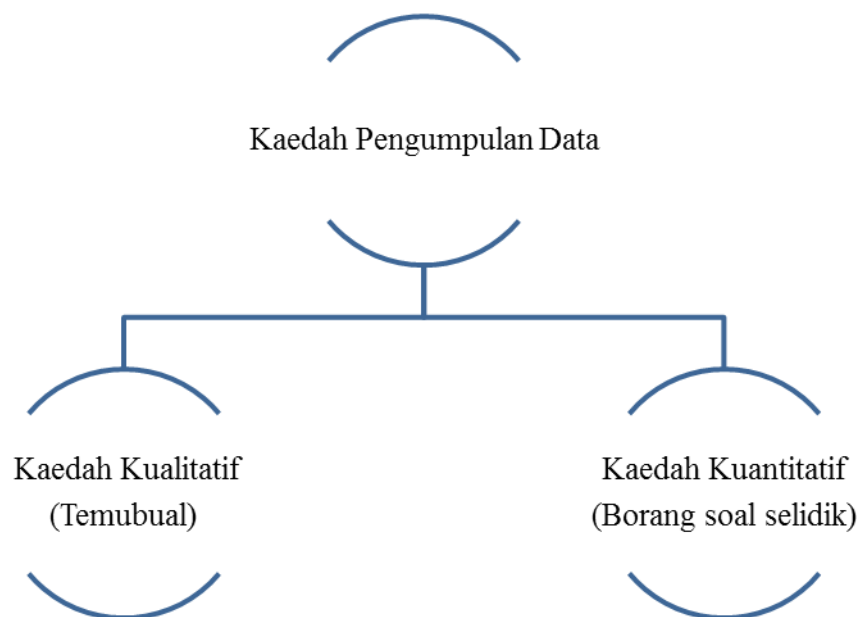 Kaedah Pengumpulan Data
Kaedah Kualitatif
(Temubual)
Kaedah Kuantitatif
(Borang soal selidik)